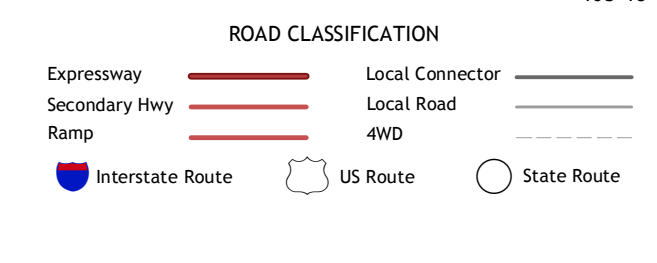 ROAD CLASSIFICATION
Expressway
Local Connector
Secondary Hwy
Local Road
Ramp
4WD
Interstate Route
US Route
State Route